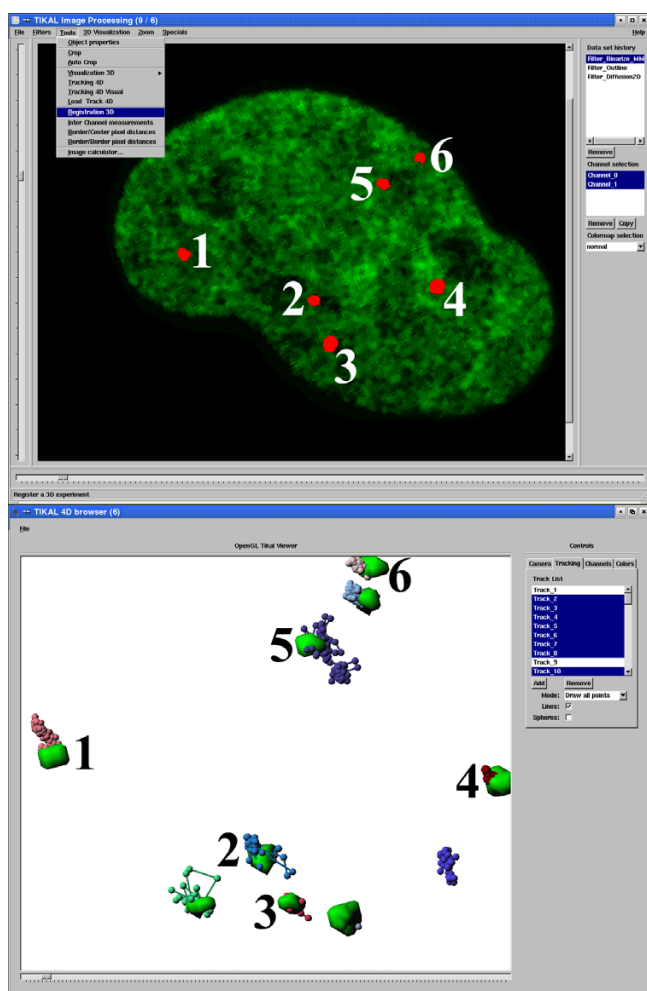 TIKAL Image Processing (9 / 6)
File Filters Tools 3D Visualization Zoom Specials Help
Object properties
Crop
Auto Crop
Visualization 3D
Tracking 4D
Tracking 4D Visual
Load Track 4D
Registration 3D
Inter Channel measurements
Border/Center pixel distances
Border/Border pixel distances
Image calculator...
1
2
3
4
5
6
Data set history
Filter_Binarize_MM
Filter_Outline
Filter_Diffusion2D
Remove
Channel selection
Channel_0
Channel_1
Remove Copy
Colormap selection
normal
Register a 3D experiment
TIKAL 4D browser (6)
File
OpenGL Tikal Viewer
6
5
1
4
2
3
Controls
Camera Tracking Channels Colors
Track List
Track_1
Track_2
Track_3
Track_4
Track_5
Track_6
Track_7
Track_8
Track_9
Track_10
Add Remove
Mode: Draw all points
Lines:
Spheres: